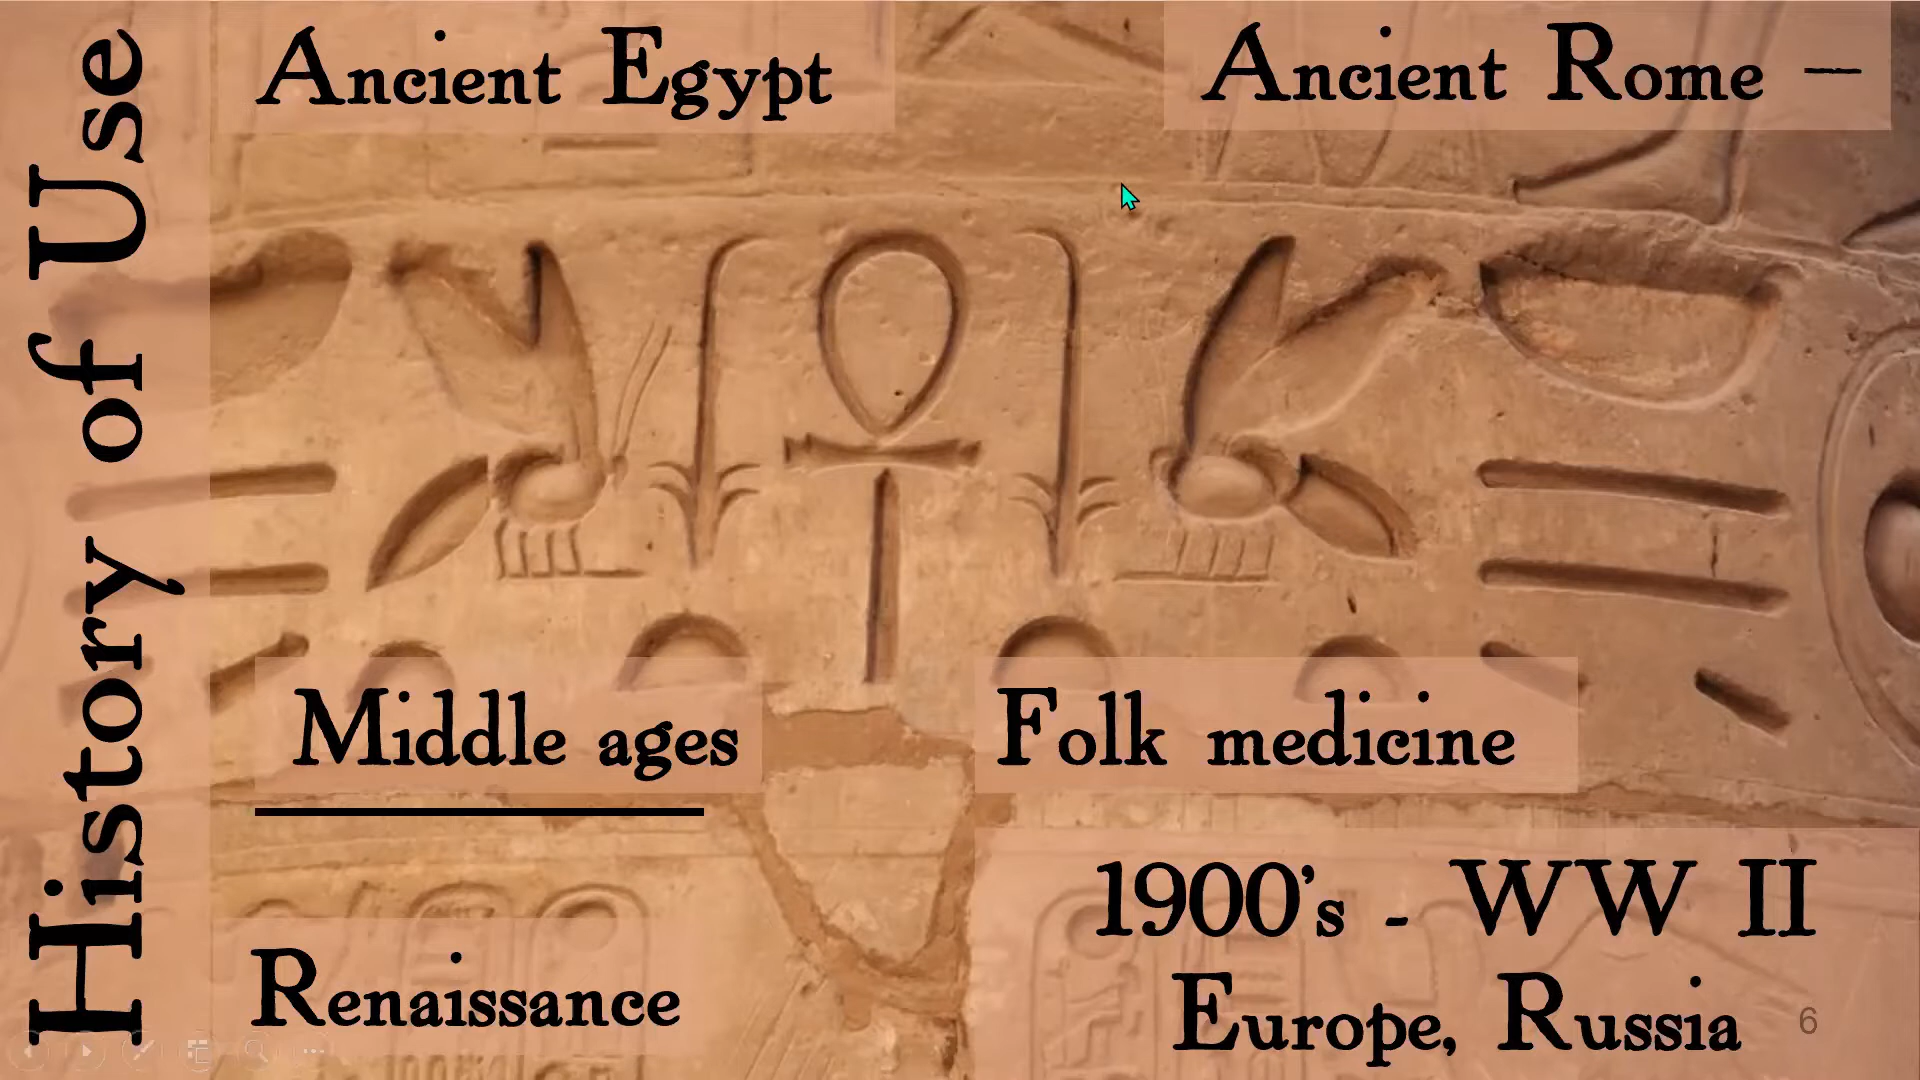 History of Use
Ancient Egypt
Ancient Rome –
Middle ages
Folk medicine
Renaissance
1900's - WW II
Europe, Russia
6